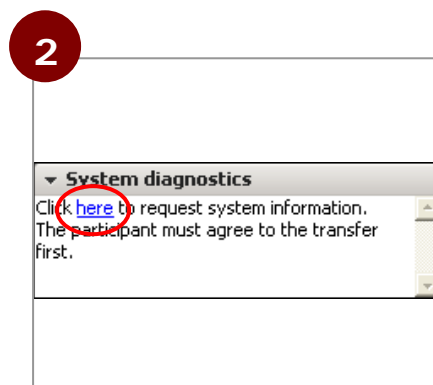 2
System diagnostics
Click here to request system information.
The participant must agree to the transfer
first.